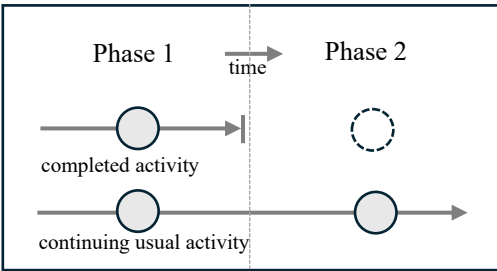 Phase 1
time
Phase 2
completed activity
continuing usual activity